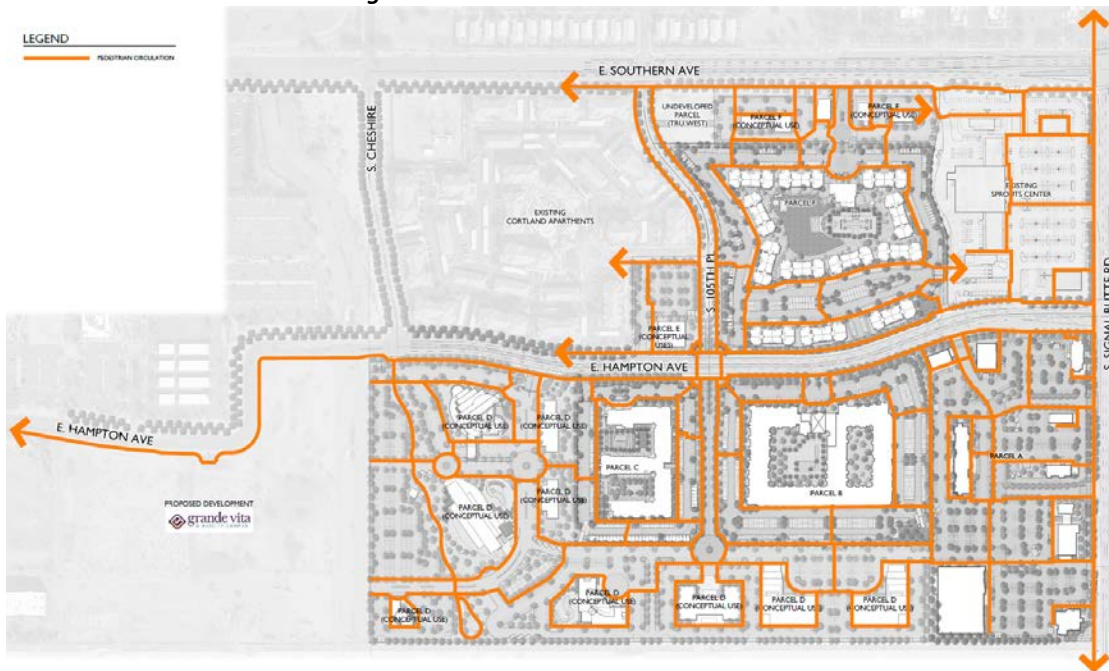 LEGEND
PEDESTRIAN CIRCULATION
E. SOUTHERN AVE
S. CHESHIRE
UNDEVELOPED
PARCEL
(TRU WEST)
PARCEL F
(CONCEPTUAL USE)
PARCEL F
(CONCEPTUAL USE)
EXISTING
CORTLAND APARTMENTS
PARCEL F
EXISTING
SPROUTS CENTER
S. 105TH PL
PARCEL E
(CONCEPTUAL
USES)
S. SIGNAL BUTTE RD
E. HAMPTON AVE
E. HAMPTON AVE
PARCEL D
(CONCEPTUAL USE)
PARCEL D
(CONCEPTUAL USE)
PARCEL C
PARCEL A
PARCEL B
PARCEL D
(CONCEPTUAL USE)
PARCEL D
(CONCEPTUAL USE)
PROPOSED DEVELOPMENT
grande vita
PARCEL D
(CONCEPTUAL USE)
PARCEL D
(CONCEPTUAL USE)
PARCEL D
(CONCEPTUAL USE)
PARCEL D
(CONCEPTUAL USE)
PARCEL D
(CONCEPTUAL USE)